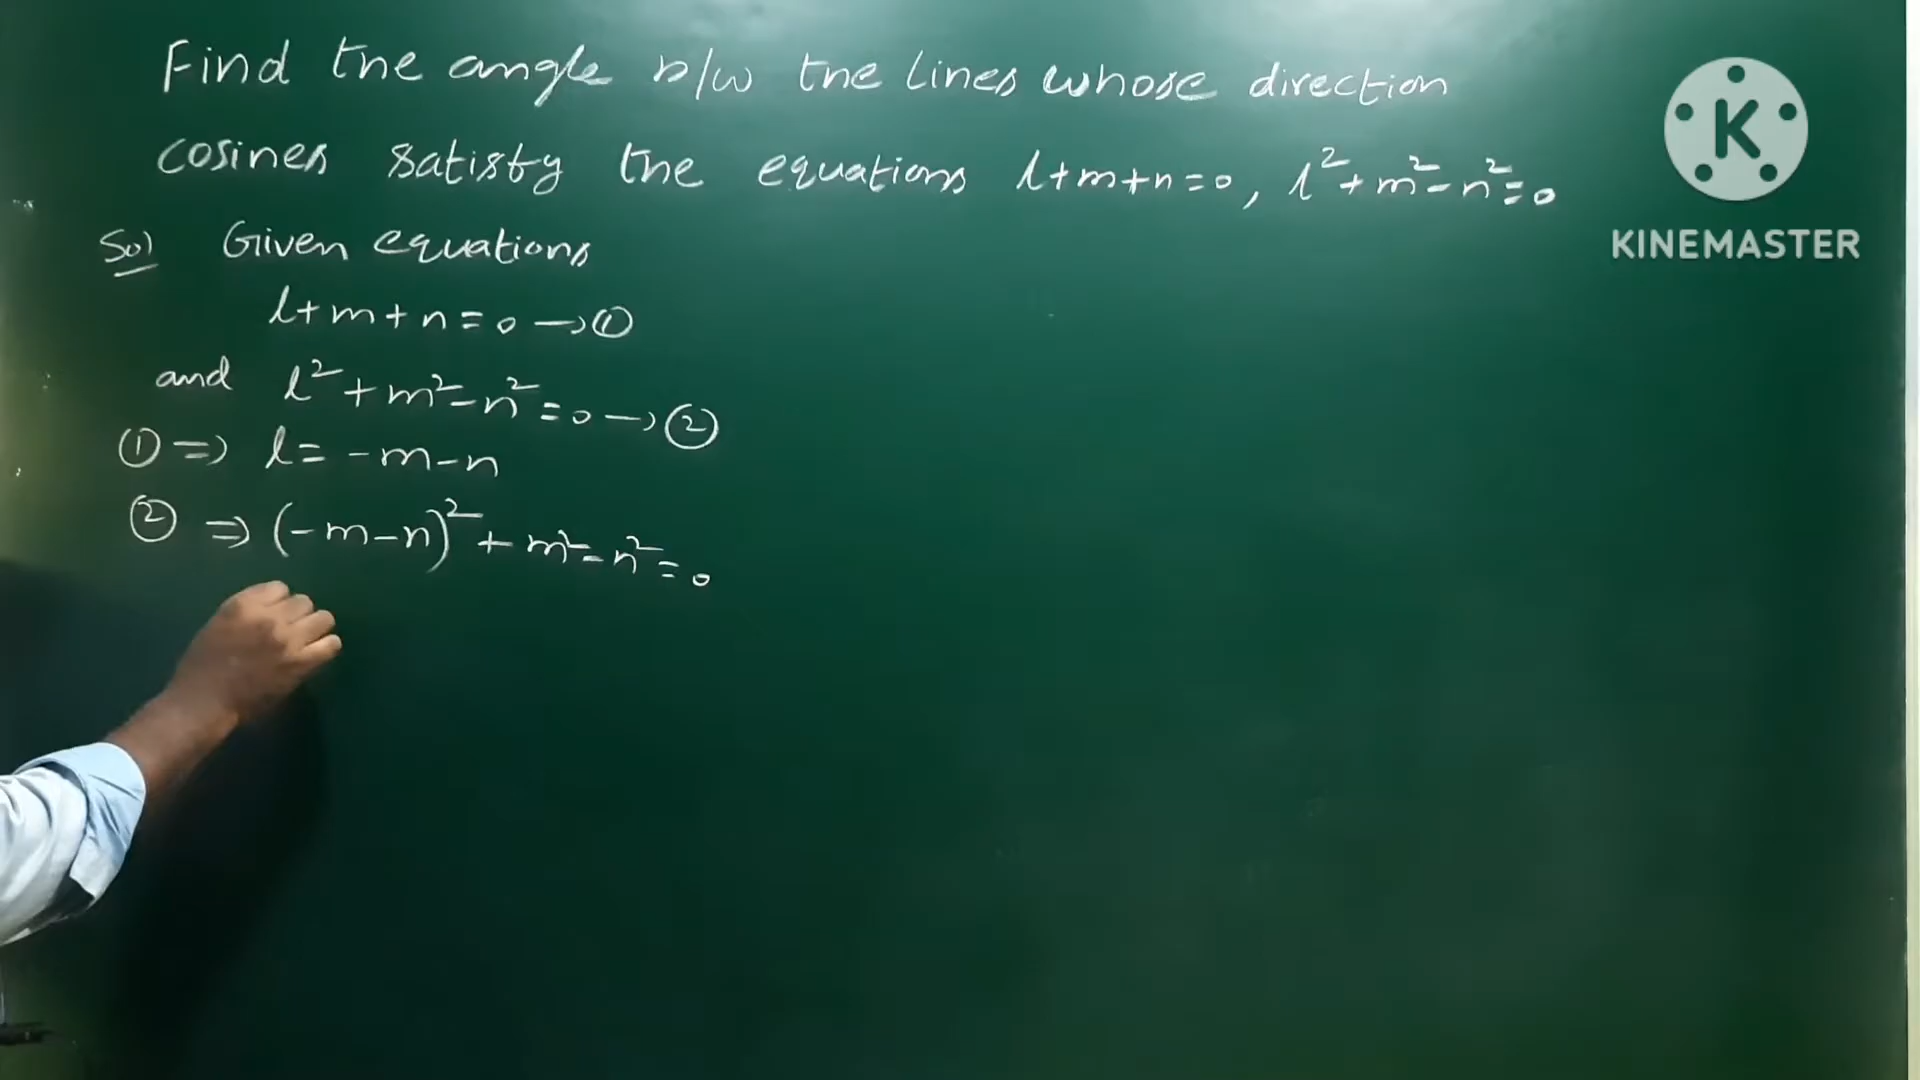 Find the angle b/w the lines whose direction
cosines satisfy the equations l+m+n=0, l²+m²-n²=0
Sol Given equations
l+m+n=0 → ①
and l²+m²-n²=0 → ②
① => l=-m-n
② => (-m-n)²+m²-n²=0
K
KINEMASTER